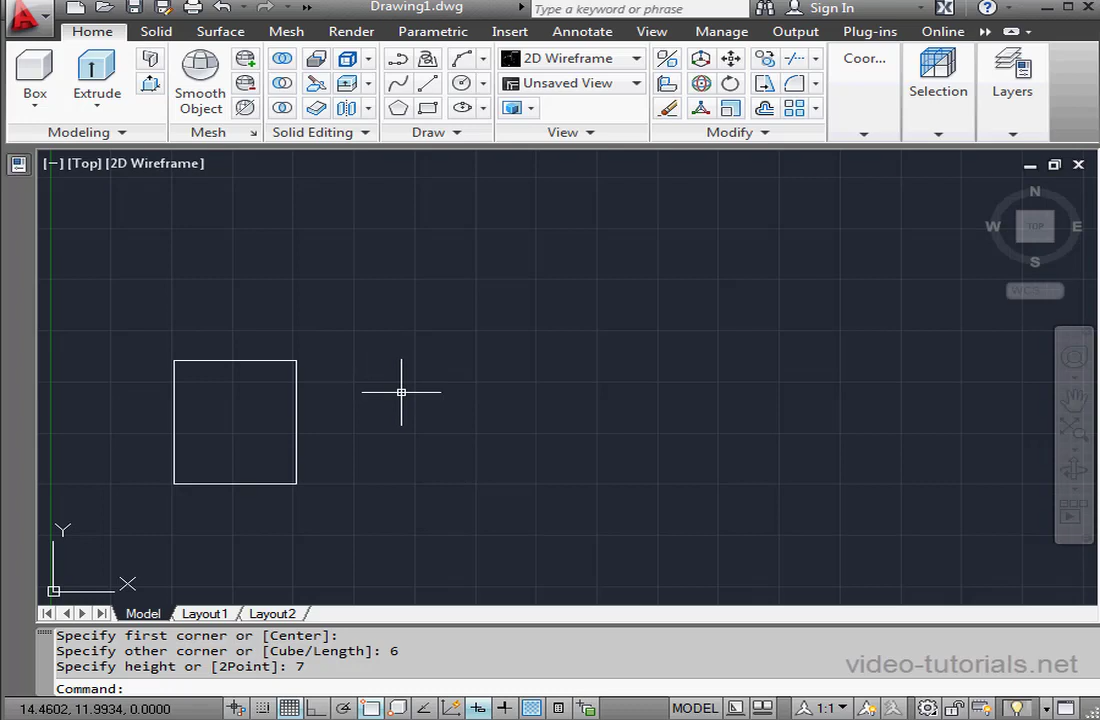 Drawing1.dwg
Type a keyword or phrase
Sign In
Home Solid Surface Mesh Render Parametric Insert Annotate View Manage Plug-ins Output Online
Box
Extrude
Smooth
Object
2D Wireframe
Unsaved View
Coor...
Selection
Layers
Modeling
Mesh
Solid Editing
Draw
View
Modify
[−] [Top] [2D Wireframe]
N
W
TOP
E
S
WCS
Y
X
Model
Layout1
Layout2
Specify first corner or [Center]:
Specify other corner or [Cube/Length]: 6
Specify height or [2Point]: 7
video-tutorials.net
Command:
14.4602, 11.9934, 0.0000
MODEL
1:1